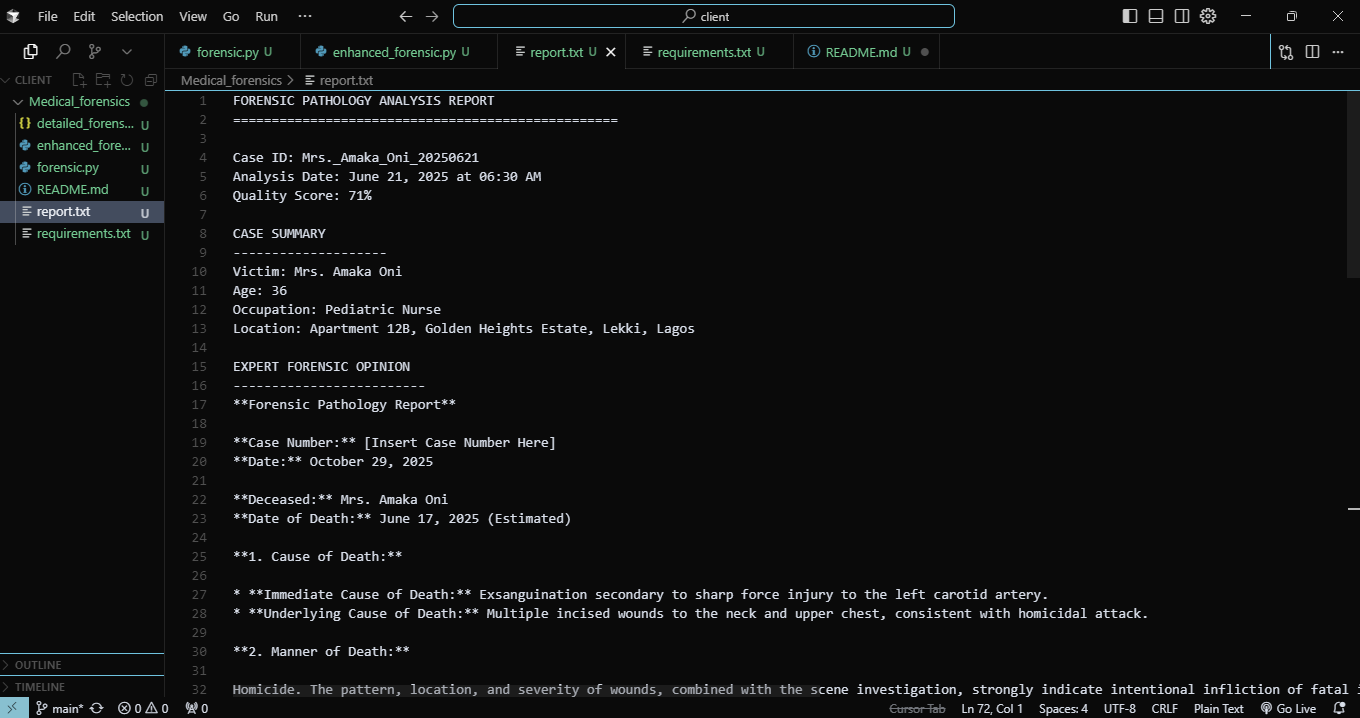 File Edit Selection View Go Run ··· client
forensic.py U enhanced_forensic.py U report.txt U requirements.txt U README.md U
CLIENT
Medical_forensics > report.txt
Medical_forensics
detailed_forens... U
enhanced_fore... U
forensic.py U
README.md U
report.txt U
requirements.txt U
1 FORENSIC PATHOLOGY ANALYSIS REPORT
2 ==================================================
3
4 Case ID: Mrs._Amaka_Oni_20250621
5 Analysis Date: June 21, 2025 at 06:30 AM
6 Quality Score: 71%
7
8 CASE SUMMARY
9 --------------------
10 Victim: Mrs. Amaka Oni
11 Age: 36
12 Occupation: Pediatric Nurse
13 Location: Apartment 12B, Golden Heights Estate, Lekki, Lagos
14
15 EXPERT FORENSIC OPINION
16 -------------------------
17 **Forensic Pathology Report**
18
19 **Case Number:** [Insert Case Number Here]
20 **Date:** October 29, 2025
21
22 **Deceased:** Mrs. Amaka Oni
23 **Date of Death:** June 17, 2025 (Estimated)
24
25 **1. Cause of Death:**
26
27 * **Immediate Cause of Death:** Exsanguination secondary to sharp force injury to the left carotid artery.
28 * **Underlying Cause of Death:** Multiple incised wounds to the neck and upper chest, consistent with homicidal attack.
29
30 **2. Manner of Death:**
31
32 Homicide. The pattern, location, and severity of wounds, combined with the scene investigation, strongly indicate intentional infliction of fatal i
OUTLINE
TIMELINE
main* 0 0 0 Cursor Tab Ln 72, Col 1 Spaces: 4 UTF-8 CRLF Plain Text Go Live